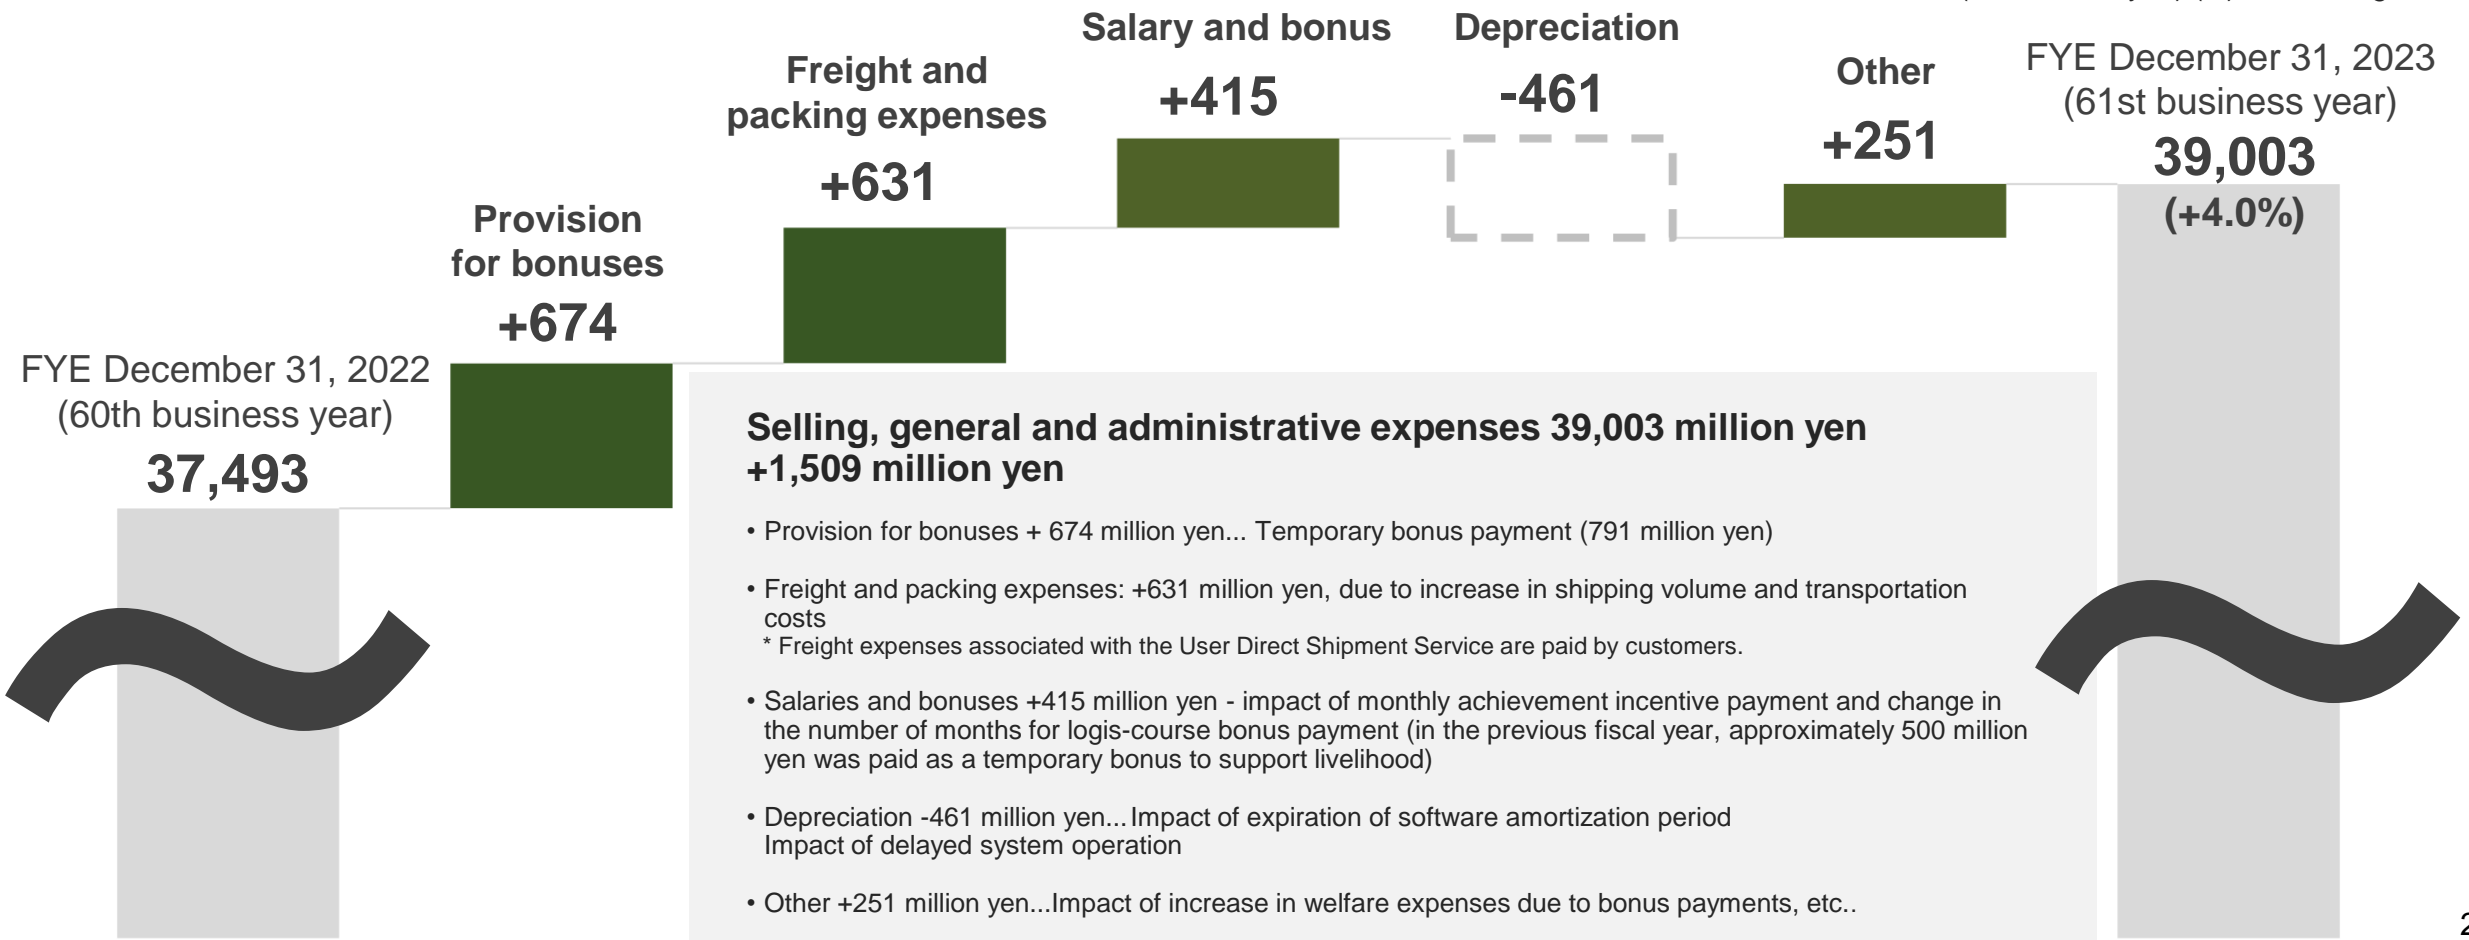 Salary and bonus
Depreciation
Freight and
packing expenses
+415
-461
Other
FYE December 31, 2023
(61st business year)
+631
+251
39,003
(+4.0%)
Provision
for bonuses
+674
FYE December 31, 2022
(60th business year)
37,493
Selling, general and administrative expenses 39,003 million yen
+1,509 million yen
• Provision for bonuses + 674 million yen... Temporary bonus payment (791 million yen)
• Freight and packing expenses: +631 million yen, due to increase in shipping volume and transportation
costs
* Freight expenses associated with the User Direct Shipment Service are paid by customers.
• Salaries and bonuses +415 million yen - impact of monthly achievement incentive payment and change in
the number of months for logis-course bonus payment (in the previous fiscal year, approximately 500 million
yen was paid as a temporary bonus to support livelihood)
• Depreciation -461 million yen...Impact of expiration of software amortization period
Impact of delayed system operation
• Other +251 million yen...Impact of increase in welfare expenses due to bonus payments, etc..